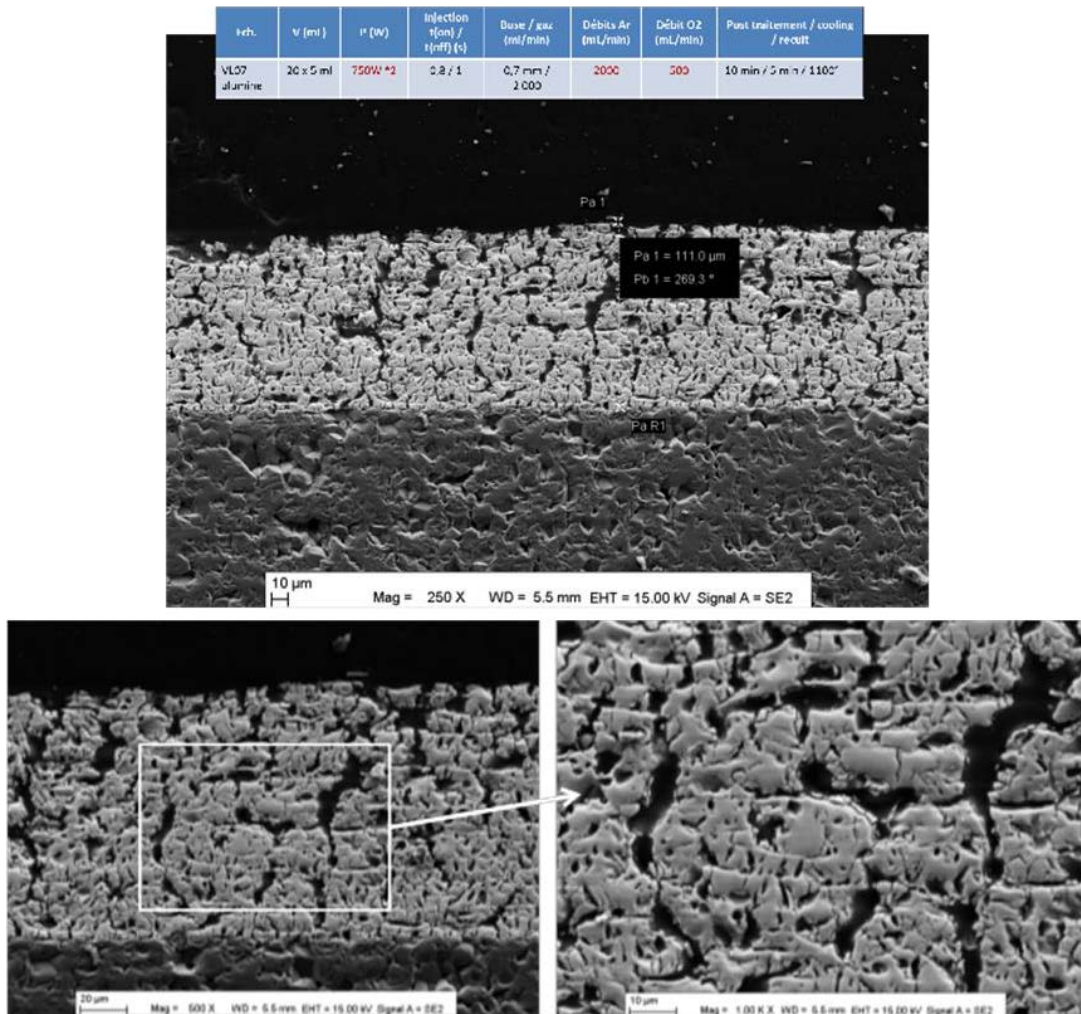 Ech.
V (mL)
P (W)
Injection
t(on) /
t(off) (s)
Buse / gaz
(ml/min)
Débits Ar
(mL/min)
Débit O2
(mL/min)
Post traitement / cooling
/ recuit
VL07
alumine
20 x 5 ml
750W *2
0,8 / 1
0,7 mm /
2 000
2000
500
10 min / 5 min / 1100°
Pa 1
Pa 1 = 111.0 µm
Pb 1 = 269.3 °
Pa R1
10 µm
Mag = 250 X WD = 5.5 mm EHT = 15.00 kV Signal A = SE2
20 µm
Mag = 500 X WD = 5.5 mm EHT = 15.00 kV Signal A = SE2
10 µm
Mag = 1.00 K X WD = 5.5 mm EHT = 15.00 kV Signal A = SE2